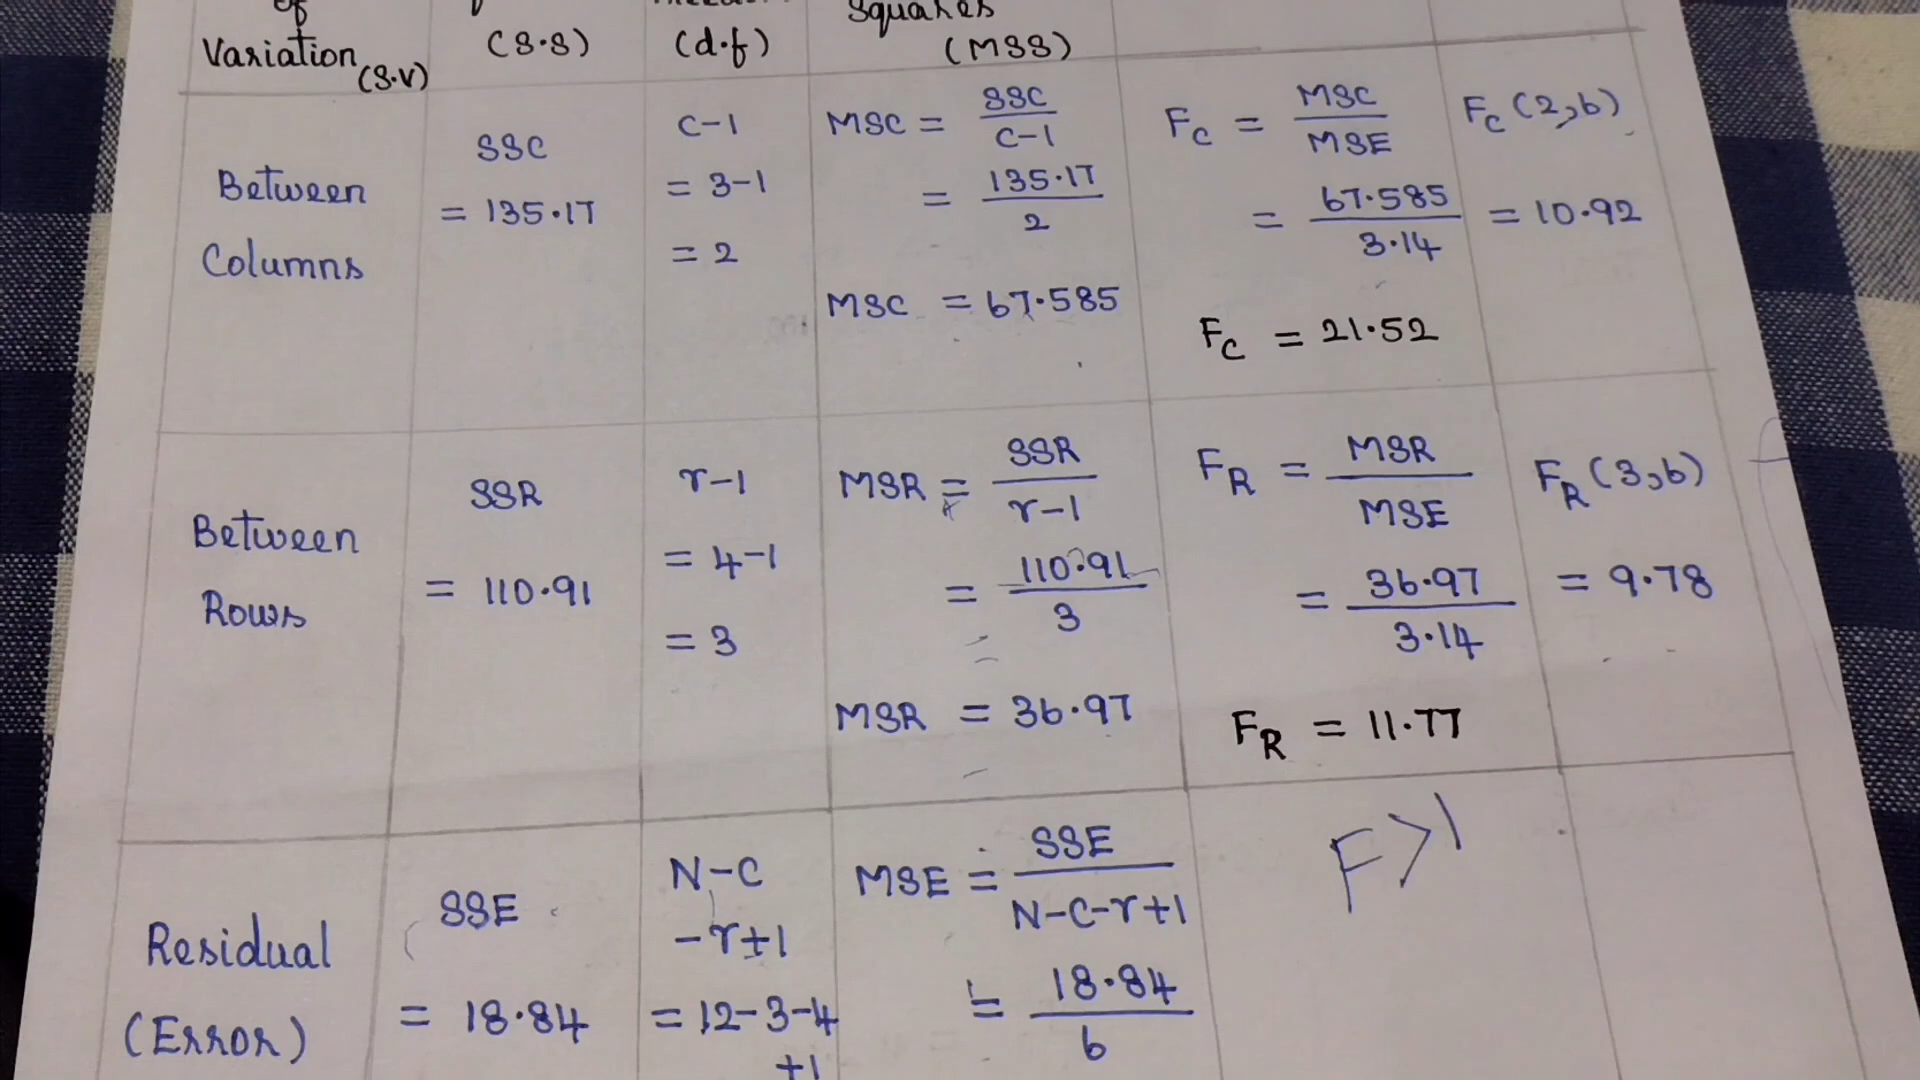 of
Variation (S.V)
(S.S)
(d.f)
Squares
(MSS)
Between
Columns
SSC
= 135.17
C-1
= 3-1
= 2
MSC = SSC / C-1
= 135.17 / 2
MSC = 67.585
Fc = MSC / MSE
= 67.585 / 3.14
Fc = 21.52
Fc (2,6)
= 10.92
Between
Rows
SSR
= 110.91
r-1
= 4-1
= 3
MSR = SSR / r-1
= 110.91 / 3
MSR = 36.97
FR = MSR / MSE
= 36.97 / 3.14
FR = 11.77
FR (3,6)
= 9.78
Residual
(Error)
SSE
= 18.84
N-C
-r+1
= 12-3-4
+1
MSE = SSE / N-C-r+1
= 18.84 / 6
F>1